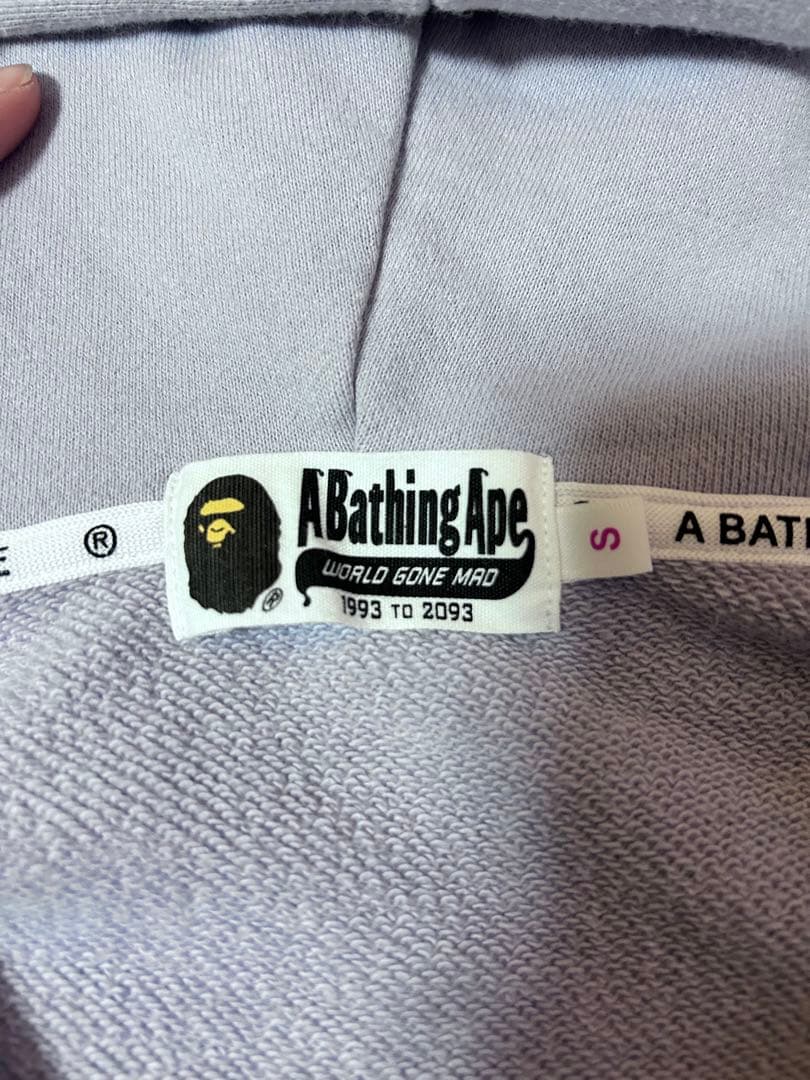 ®
A Bathing Ape
WORLD GONE MAD
1993 TO 2093
®
S
A BAT